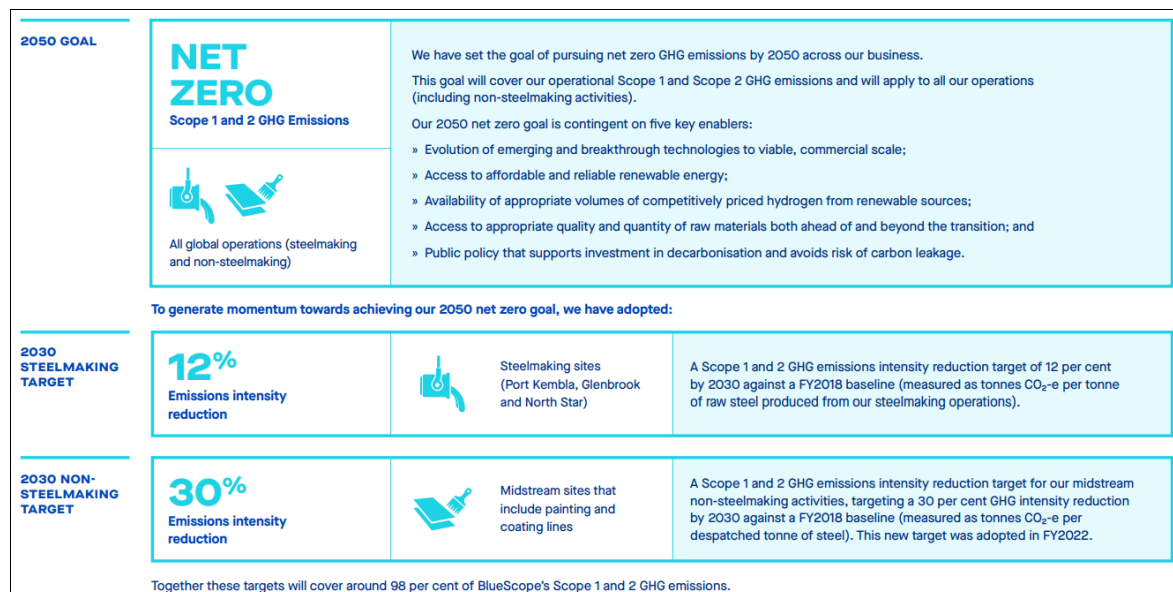 2050 GOAL
NET
ZERO
Scope 1 and 2 GHG Emissions
All global operations (steelmaking
and non-steelmaking)
We have set the goal of pursuing net zero GHG emissions by 2050 across our business.
This goal will cover our operational Scope 1 and Scope 2 GHG emissions and will apply to all our operations
(including non-steelmaking activities).
Our 2050 net zero goal is contingent on five key enablers:
» Evolution of emerging and breakthrough technologies to viable, commercial scale;
» Access to affordable and reliable renewable energy;
» Availability of appropriate volumes of competitively priced hydrogen from renewable sources;
» Access to appropriate quality and quantity of raw materials both ahead of and beyond the transition; and
» Public policy that supports investment in decarbonisation and avoids risk of carbon leakage.
To generate momentum towards achieving our 2050 net zero goal, we have adopted:
2030
STEELMAKING
TARGET
12%
Emissions intensity
reduction
Steelmaking sites
(Port Kembla, Glenbrook
and North Star)
A Scope 1 and 2 GHG emissions intensity reduction target of 12 per cent
by 2030 against a FY2018 baseline (measured as tonnes CO₂-e per tonne
of raw steel produced from our steelmaking operations).
2030 NON-
STEELMAKING
TARGET
30%
Emissions intensity
reduction
Midstream sites that
include painting and
coating lines
A Scope 1 and 2 GHG emissions intensity reduction target for our midstream
non-steelmaking activities, targeting a 30 per cent GHG intensity reduction
by 2030 against a FY2018 baseline (measured as tonnes CO₂-e per
despatched tonne of steel). This new target was adopted in FY2022.
Together these targets will cover around 98 per cent of BlueScope's Scope 1 and 2 GHG emissions.